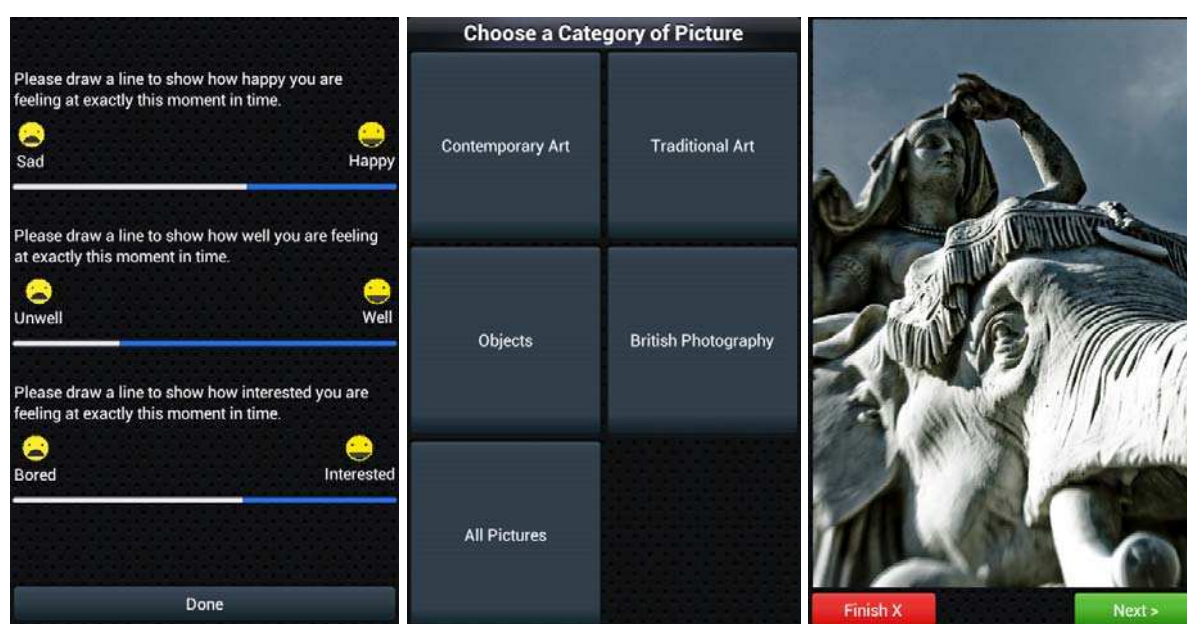 Please draw a line to show how happy you are
feeling at exactly this moment in time.
Sad
Happy
Please draw a line to show how well you are feeling
at exactly this moment in time.
Unwell
Well
Please draw a line to show how interested you are
feeling at exactly this moment in time.
Bored
Interested
Done
Choose a Category of Picture
Contemporary Art
Traditional Art
Objects
British Photography
All Pictures
Finish X
Next >